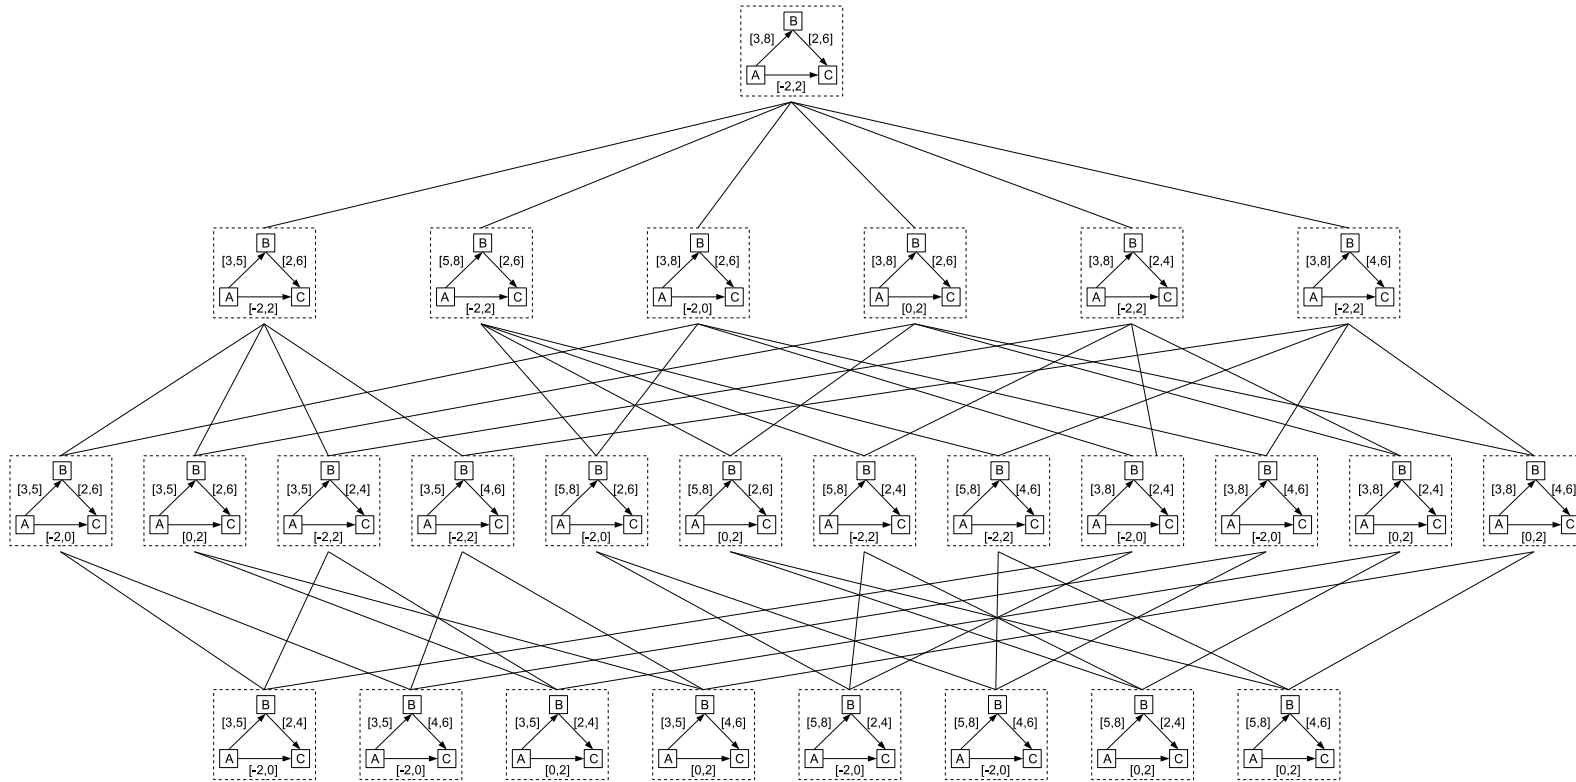 B
[3,8] [2,6]
A C
[-2,2]
B B B B B B
[3,5] [2,6] [5,8] [2,6] [3,8] [2,6] [3,8] [2,6] [3,8] [2,4] [3,8] [4,6]
A C A C A C A C A C A C
[-2,2] [-2,2] [-2,0] [0,2] [-2,2] [-2,2]
B B B B B B B B B B B B
[3,5] [2,6] [3,5] [2,6] [3,5] [2,4] [3,5] [4,6] [5,8] [2,6] [5,8] [2,6] [5,8] [2,4] [5,8] [4,6] [3,8] [2,4] [3,8] [4,6] [3,8] [2,4] [3,8] [4,6]
A C A C A C A C A C A C A C A C A C A C A C A C
[-2,0] [0,2] [-2,2] [-2,2] [-2,0] [0,2] [-2,2] [-2,2] [-2,0] [-2,0] [0,2] [0,2]
B B B B B B B B
[3,5] [2,4] [3,5] [4,6] [3,5] [2,4] [3,5] [4,6] [5,8] [2,4] [5,8] [4,6] [5,8] [2,4] [5,8] [4,6]
A C A C A C A C A C A C A C A C
[-2,0] [-2,0] [0,2] [0,2] [-2,0] [-2,0] [0,2] [0,2]